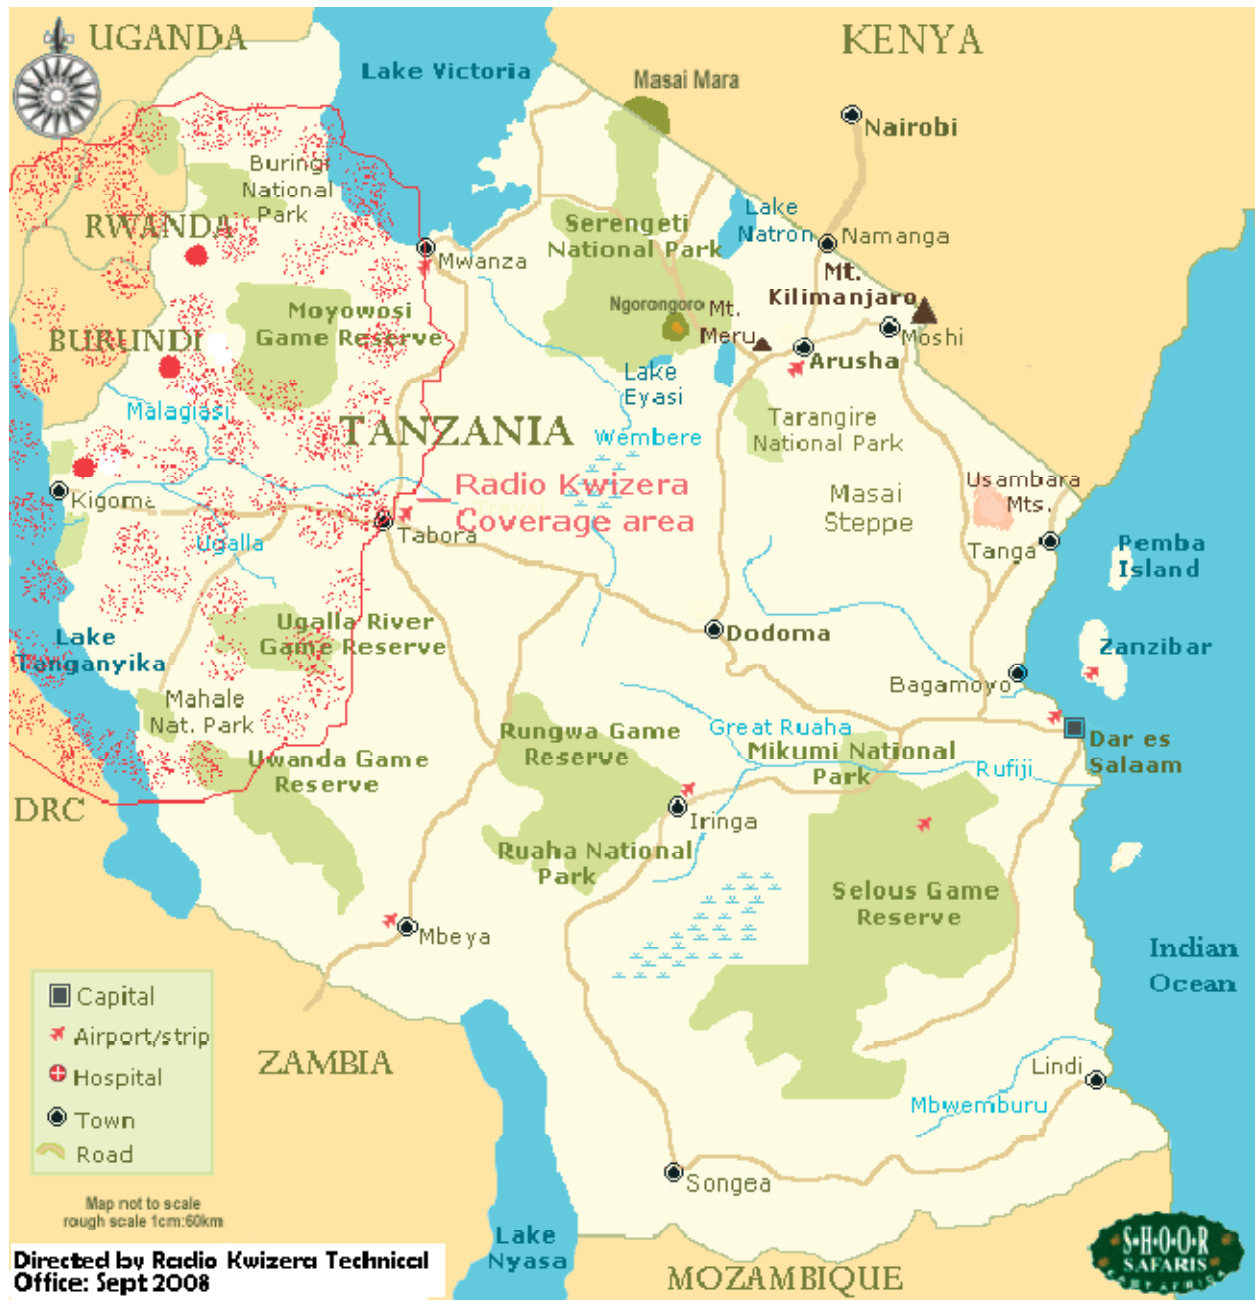 UGANDA
KENYA
Lake Victoria
Masai Mara
Nairobi
Buringi
National
Park
RWANDA
Serengeti
National Park
Lake
Natron
Namanga
Mwanza
Mt.
Kilimanjaro
Moyowosi
Game Reserve
Ngorongoro
Mt.
Meru
Moshi
BURUNDI
Arusha
Lake
Eyasi
Malagiasi
TANZANIA
Wembere
Tarangire
National Park
Radio Kwizera
Coverage area
Masai
Steppe
Usambara
Mts.
Kigoma
Tabora
Ugalla
Tanga
Pemba
Island
Ugalla River
Game Reserve
Dodoma
Zanzibar
Lake
Tanganyika
Bagamoyo
Mahale
Nat. Park
Rungwa Game
Reserve
Great Ruaha
Mikumi National
Park
Rufiji
Dar es
Salaam
Uwanda Game
Reserve
DRC
Iringa
Ruaha National
Park
Selous Game
Reserve
Mbeya
Indian
Ocean
Capital
Airport/strip
Hospital
Town
Road
ZAMBIA
Lindi
Mbwemburu
Songea
Map not to scale
rough scale 1cm:60km
Lake
Nyasa
MOZAMBIQUE
Directed by Radio Kwizera Technical
Office: Sept 2008
S·H·O·O·R
SAFARIS